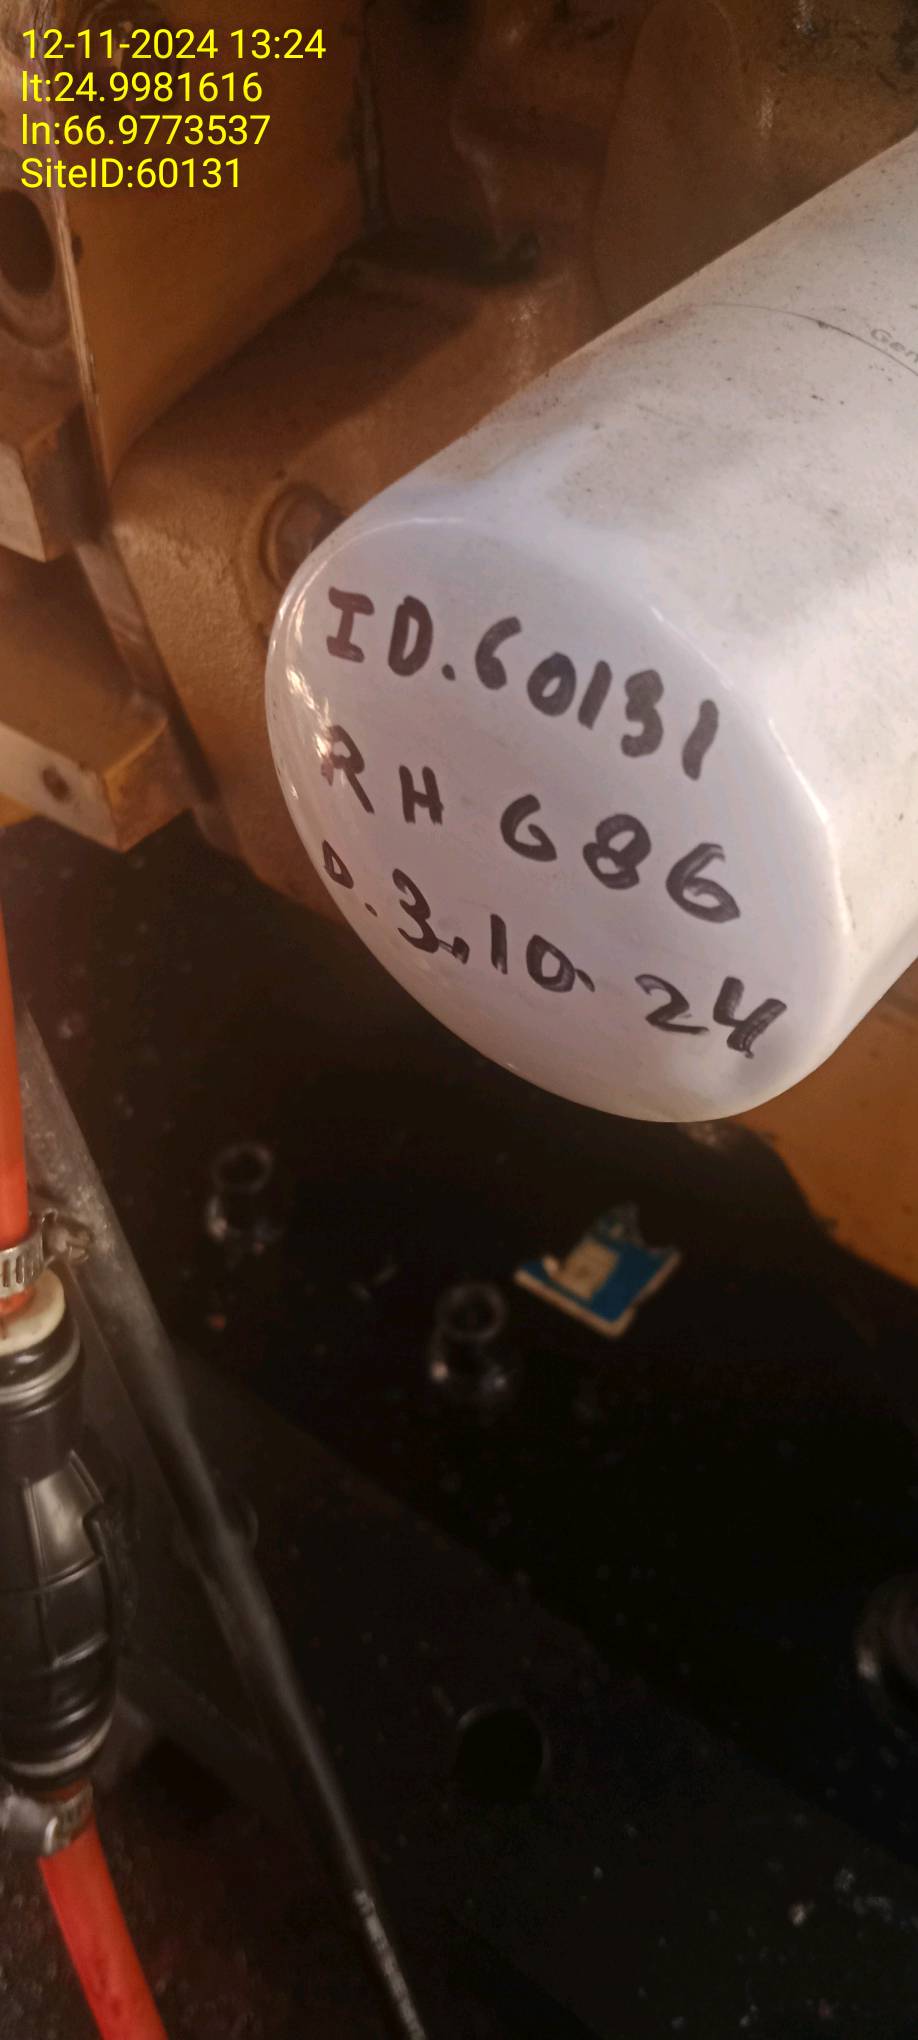 12-11-2024 13:24
lt:24.9981616
ln:66.9773537
SiteID:60131
Gen
ID.60131
RH 686
D.3.10.24